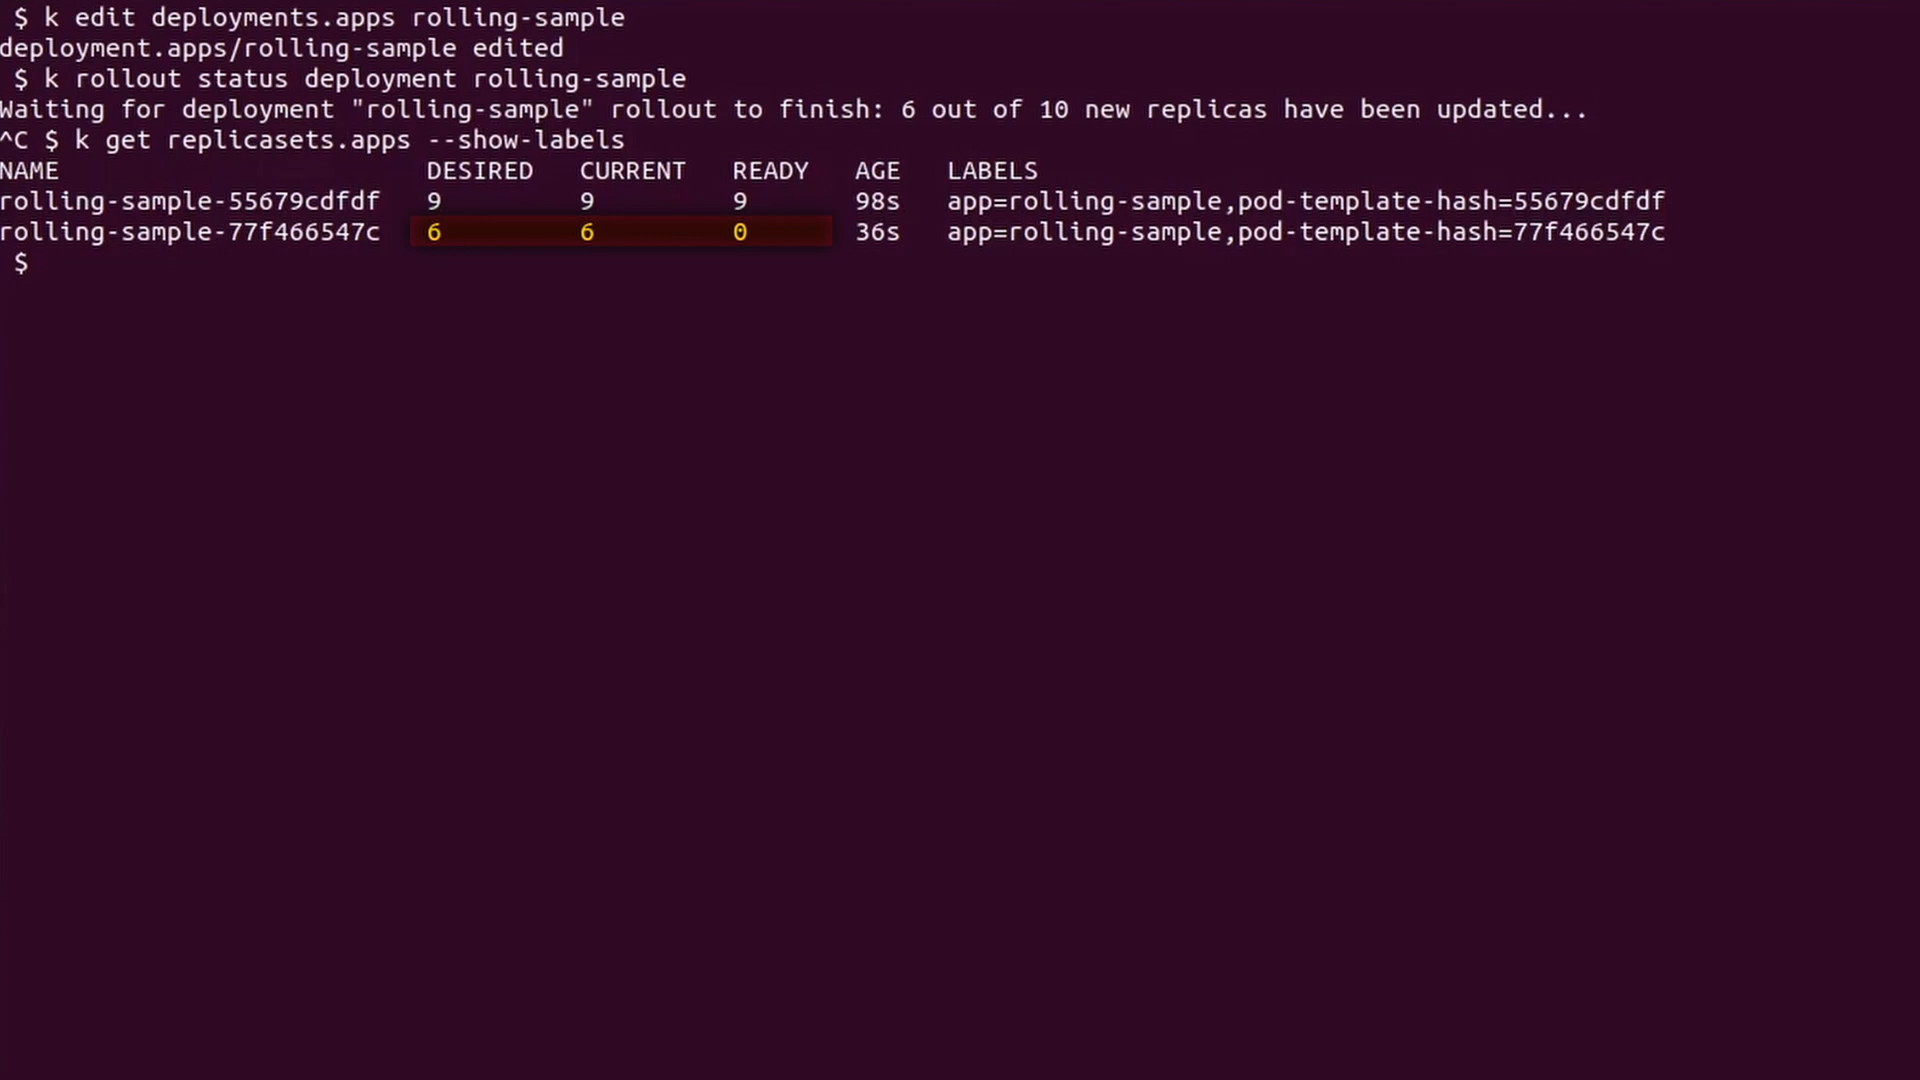 $ k edit deployments.apps rolling-sample
deployment.apps/rolling-sample edited
$ k rollout status deployment rolling-sample
Waiting for deployment "rolling-sample" rollout to finish: 6 out of 10 new replicas have been updated...
^C $ k get replicasets.apps --show-labels
NAME DESIRED CURRENT READY AGE LABELS
rolling-sample-55679cdfdf 9 9 9 98s app=rolling-sample,pod-template-hash=55679cdfdf
rolling-sample-77f466547c 6 6 0 36s app=rolling-sample,pod-template-hash=77f466547c
$